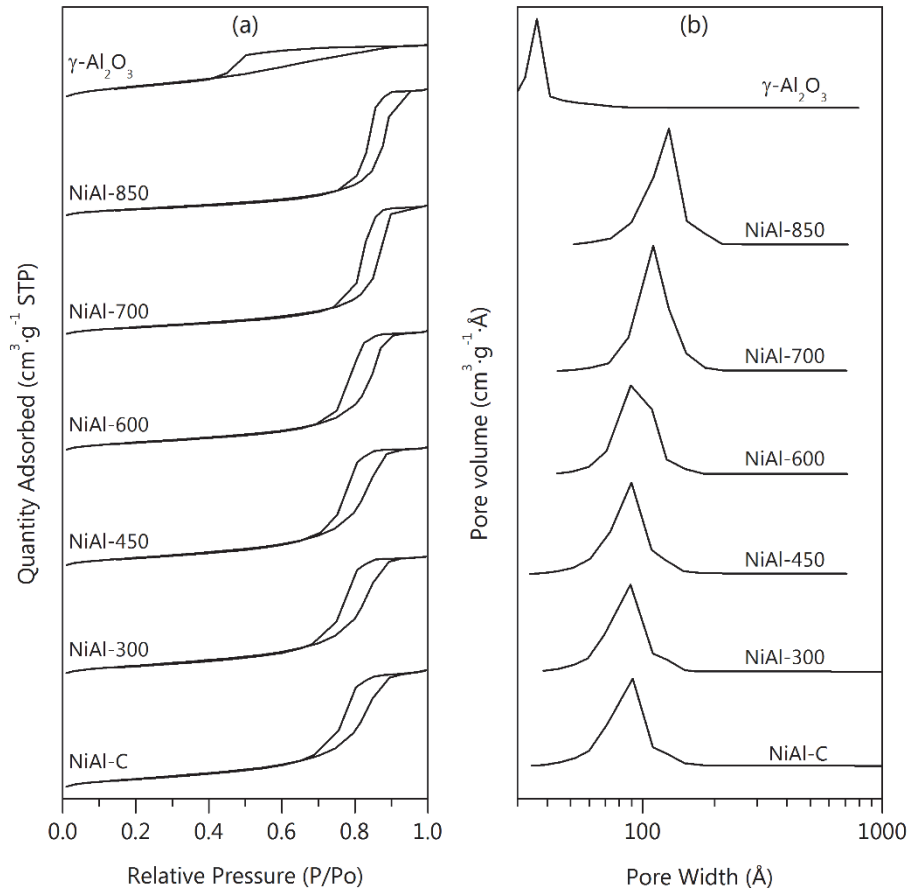 (a)
γ-Al₂O₃
NiAl-850
NiAl-700
NiAl-600
NiAl-450
NiAl-300
NiAl-C
Quantity Adsorbed (cm³·g⁻¹ STP)
0.0 0.2 0.4 0.6 0.8 1.0
Relative Pressure (P/Po)
(b)
γ-Al₂O₃
NiAl-850
NiAl-700
NiAl-600
NiAl-450
NiAl-300
NiAl-C
Pore volume (cm³·g⁻¹·Å)
100 1000
Pore Width (Å)